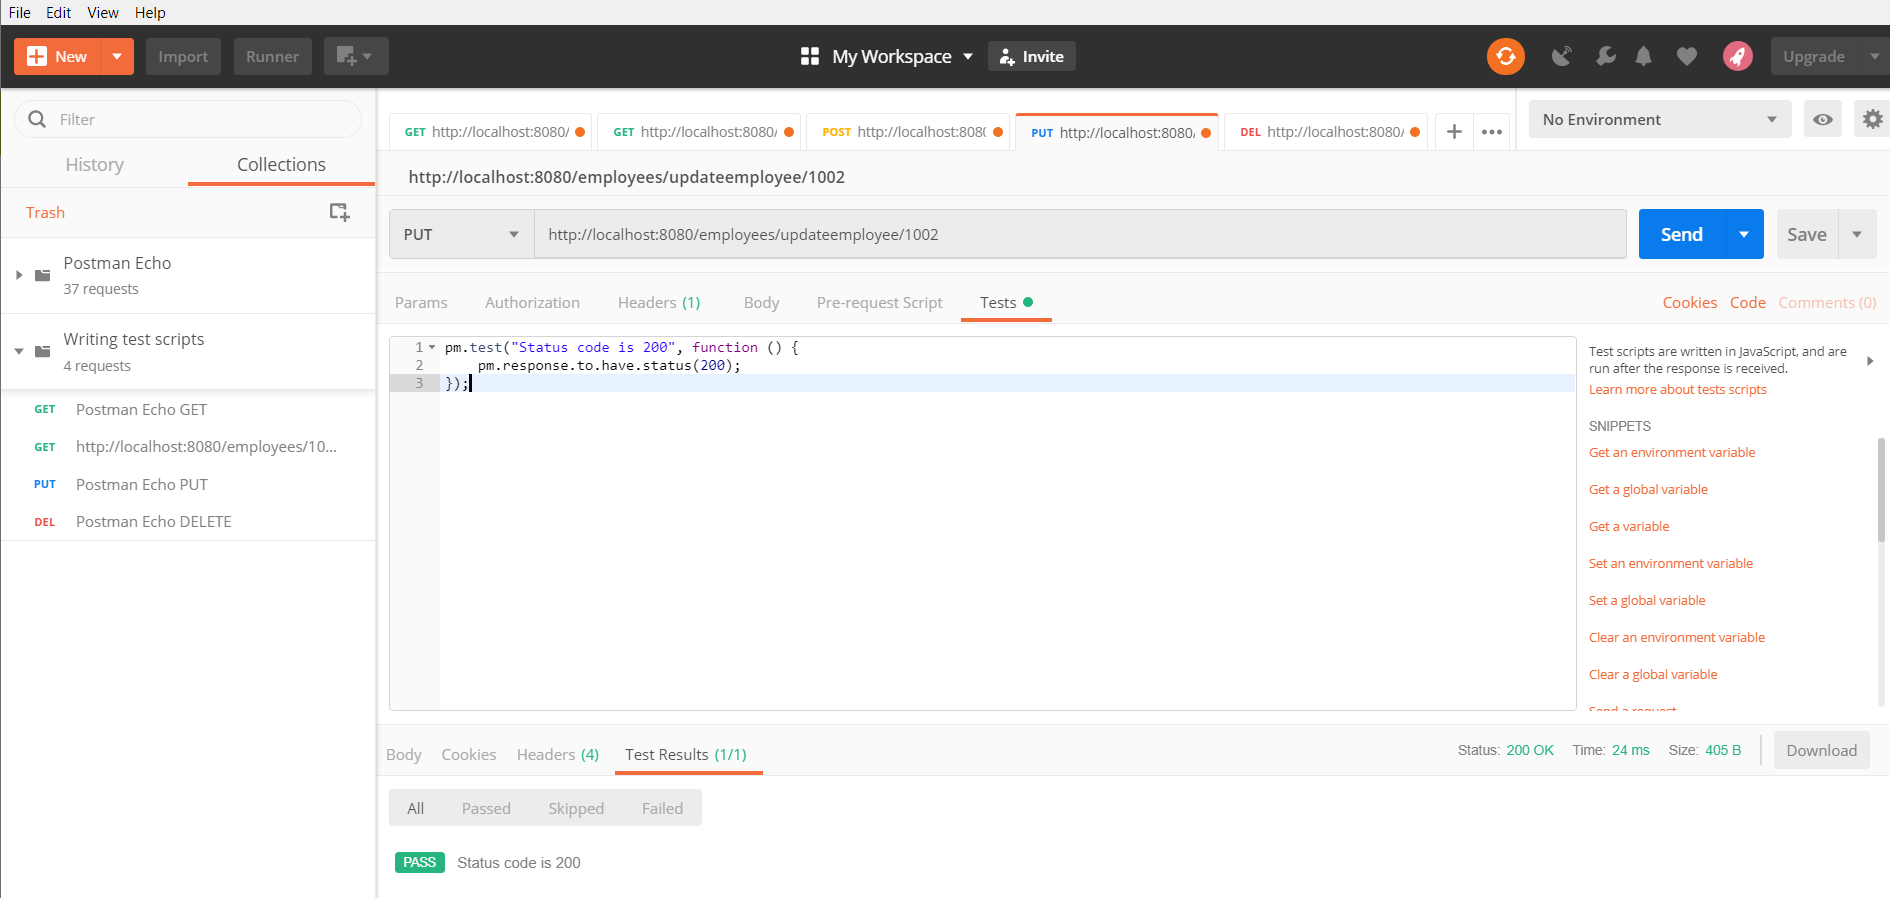 File Edit View Help
New Import Runner My Workspace Invite Upgrade
Filter
History Collections
Trash
Postman Echo
37 requests
Writing test scripts
4 requests
GET Postman Echo GET
GET http://localhost:8080/employees/10...
PUT Postman Echo PUT
DEL Postman Echo DELETE
GET http://localhost:8080/ GET http://localhost:8080/ POST http://localhost:808 PUT http://localhost:8080 DEL http://localhost:8080/ No Environment
http://localhost:8080/employees/updateemployee/1002
PUT http://localhost:8080/employees/updateemployee/1002 Send Save
Params Authorization Headers (1) Body Pre-request Script Tests Cookies Code Comments (0)
1 pm.test("Status code is 200", function () {
2 pm.response.to.have.status(200);
3 });
Test scripts are written in JavaScript, and are
run after the response is received.
Learn more about tests scripts
SNIPPETS
Get an environment variable
Get a global variable
Get a variable
Set an environment variable
Set a global variable
Clear an environment variable
Clear a global variable
Send a request
Body Cookies Headers (4) Test Results (1/1) Status: 200 OK Time: 24 ms Size: 405 B Download
All Passed Skipped Failed
PASS Status code is 200